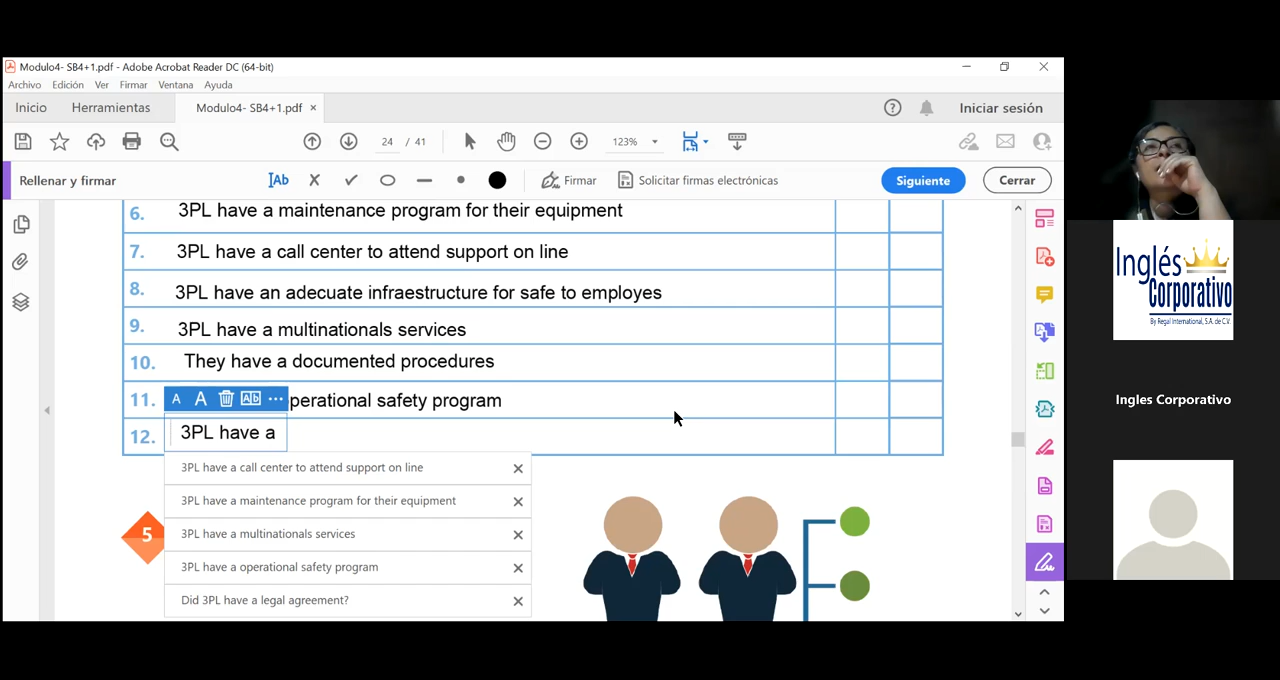 Modulo4- SB4+1.pdf - Adobe Acrobat Reader DC (64-bit)
Archivo Edición Ver Firmar Ventana Ayuda
Inicio Herramientas Modulo4- SB4+1.pdf × Iniciar sesión
24 / 41 123%
Rellenar y firmar Ab Firmar Solicitar firmas electrónicas Siguiente Cerrar
6. 3PL have a maintenance program for their equipment
7. 3PL have a call center to attend support on line
8. 3PL have an adecuate infraestructure for safe to employes
9. 3PL have a multinationals services
10. They have a documented procedures
11. A A Ab ... perational safety program
12. 3PL have a
3PL have a call center to attend support on line
3PL have a maintenance program for their equipment
3PL have a multinationals services
3PL have a operational safety program
Did 3PL have a legal agreement?
5
Inglés
Corporativo
By Regal International, S.A. de C.V.
Ingles Corporativo